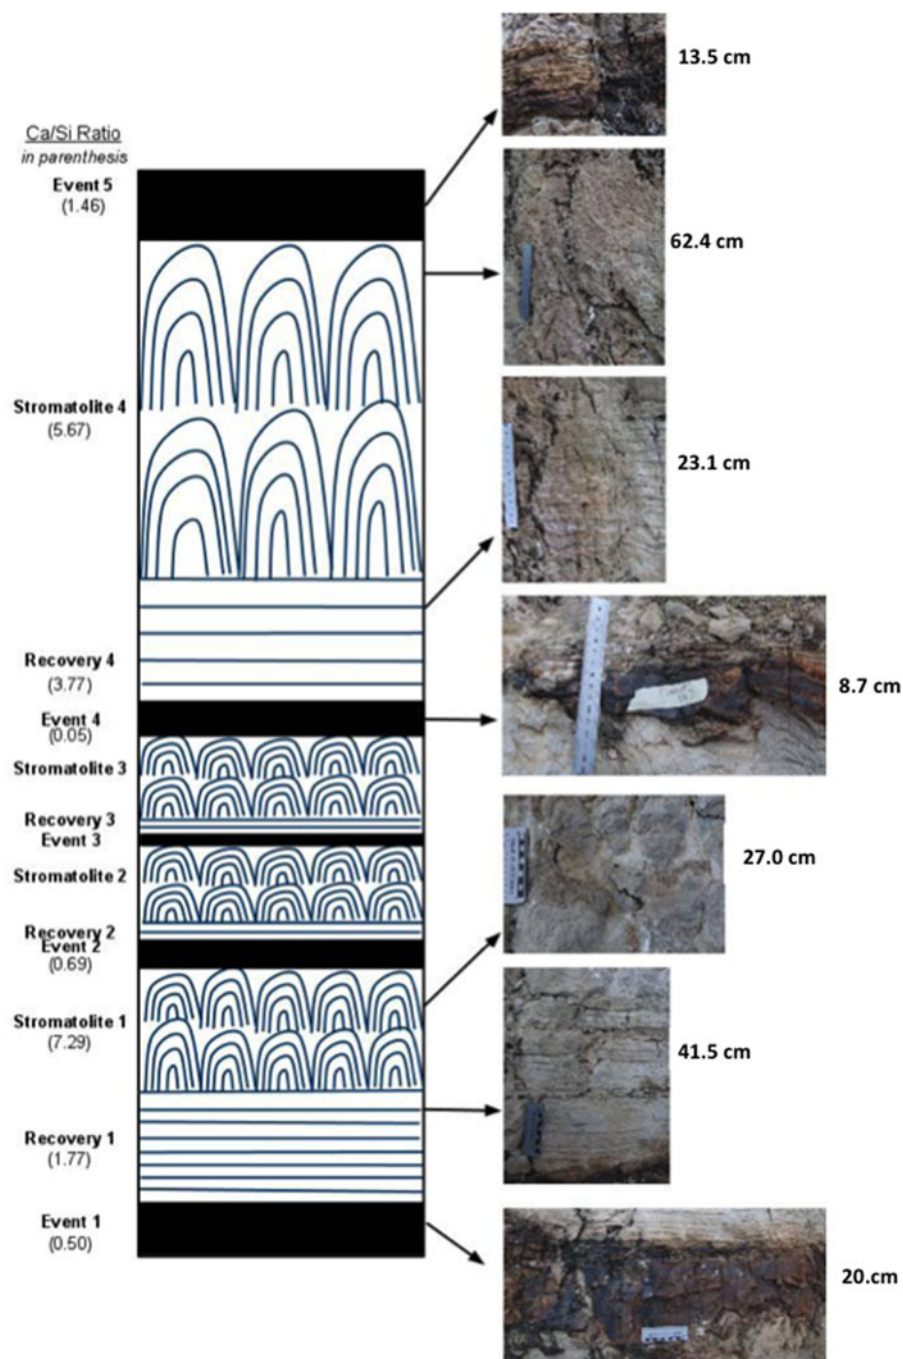 Ca/Si Ratio
in parenthesis
Event 5
(1.46)
Stromatolite 4
(5.67)
Recovery 4
(3.77)
Event 4
(0.05)
Stromatolite 3
Recovery 3
Event 3
Stromatolite 2
Recovery 2
Event 2
(0.69)
Stromatolite 1
(7.29)
Recovery 1
(1.77)
Event 1
(0.50)
13.5 cm
62.4 cm
23.1 cm
8.7 cm
27.0 cm
41.5 cm
20.cm